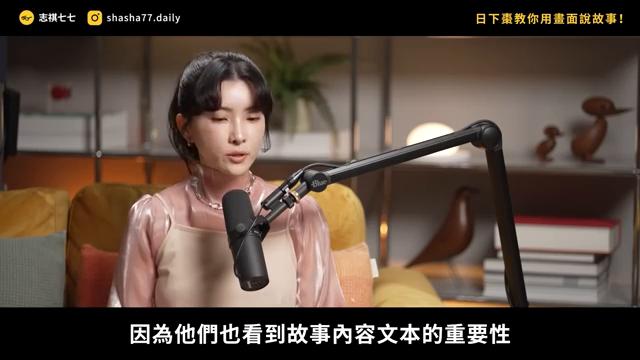 志祺七七
shasha77.daily
日下棗教你用畫面說故事!
Blue
因為他們也看到故事內容文本的重要性